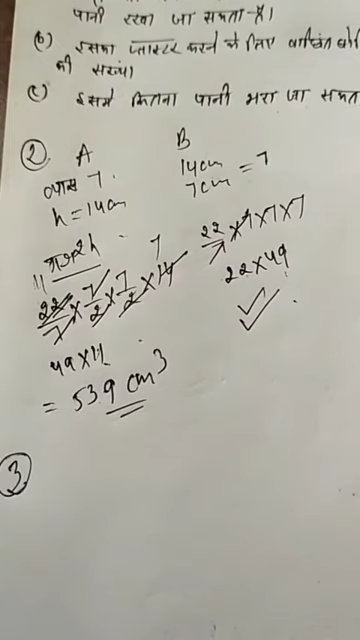 पानी रखा जा सकता है।
(b) इसका प्लास्टर करने के लिए वांछित बोरि
की संख्या
(c) इसमे कितना पानी भरा जा सकता
2. A
व्यास 7.
h = 14cm
πr2h
22/7 × 7/2 × 7/2 × 14
7
49 × 11
= 539 cm3
B
14cm
7cm = 7
22/7 × 7 × 7 × 7
22 × 49
3.